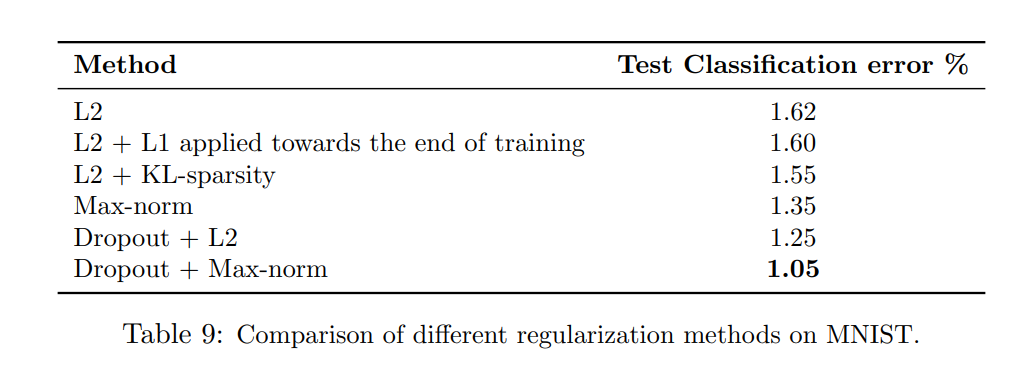 Method Test Classification error %
L2 1.62
L2 + L1 applied towards the end of training 1.60
L2 + KL-sparsity 1.55
Max-norm 1.35
Dropout + L2 1.25
Dropout + Max-norm 1.05
Table 9: Comparison of different regularization methods on MNIST.